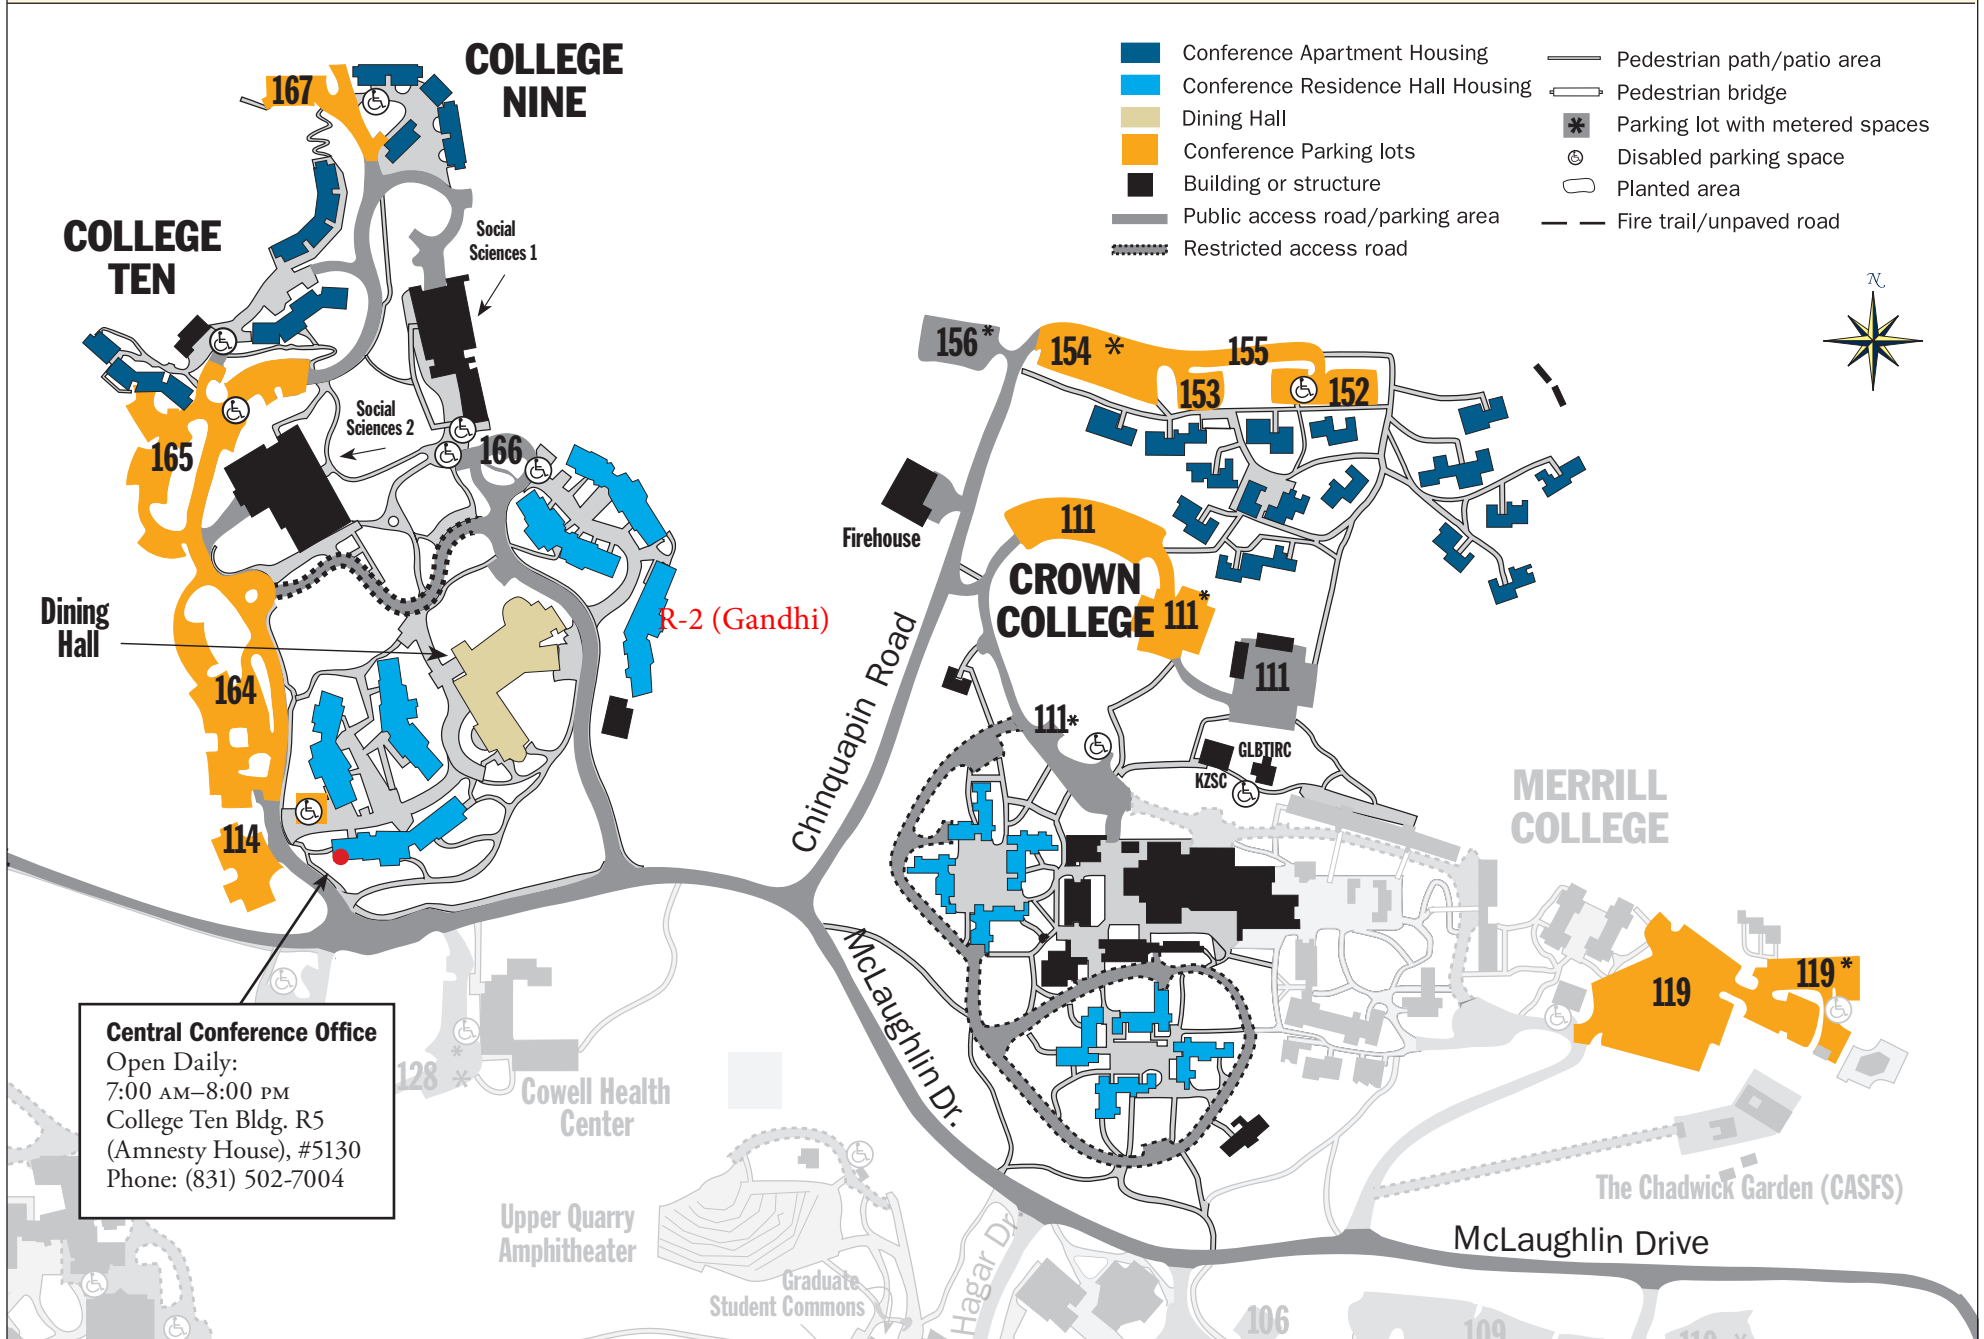 COLLEGE
NINE
167
Conference Apartment Housing
Conference Residence Hall Housing
Dining Hall
Conference Parking lots
Building or structure
Public access road/parking area
Restricted access road
Pedestrian path/patio area
Pedestrian bridge
* Parking lot with metered spaces
Disabled parking space
Planted area
Fire trail/unpaved road
N
COLLEGE
TEN
Social
Sciences 1
156*
154 *
155
153
152
Social
Sciences 2
165
166
Firehouse
111
CROWN
COLLEGE
111*
111
R-2 (Gandhi)
Dining
Hall
164
Chinquapin Road
111*
GLBTIRC
KZSC
MERRILL
COLLEGE
114
McLaughlin Dr.
119
119*
Central Conference Office
Open Daily:
7:00 AM–8:00 PM
College Ten Bldg. R5
(Amnesty House), #5130
Phone: (831) 502-7004
*
128 *
Cowell Health
Center
The Chadwick Garden (CASFS)
Upper Quarry
Amphitheater
McLaughlin Drive
Graduate
Student Commons
Hagar Dr.
106
109
110 *